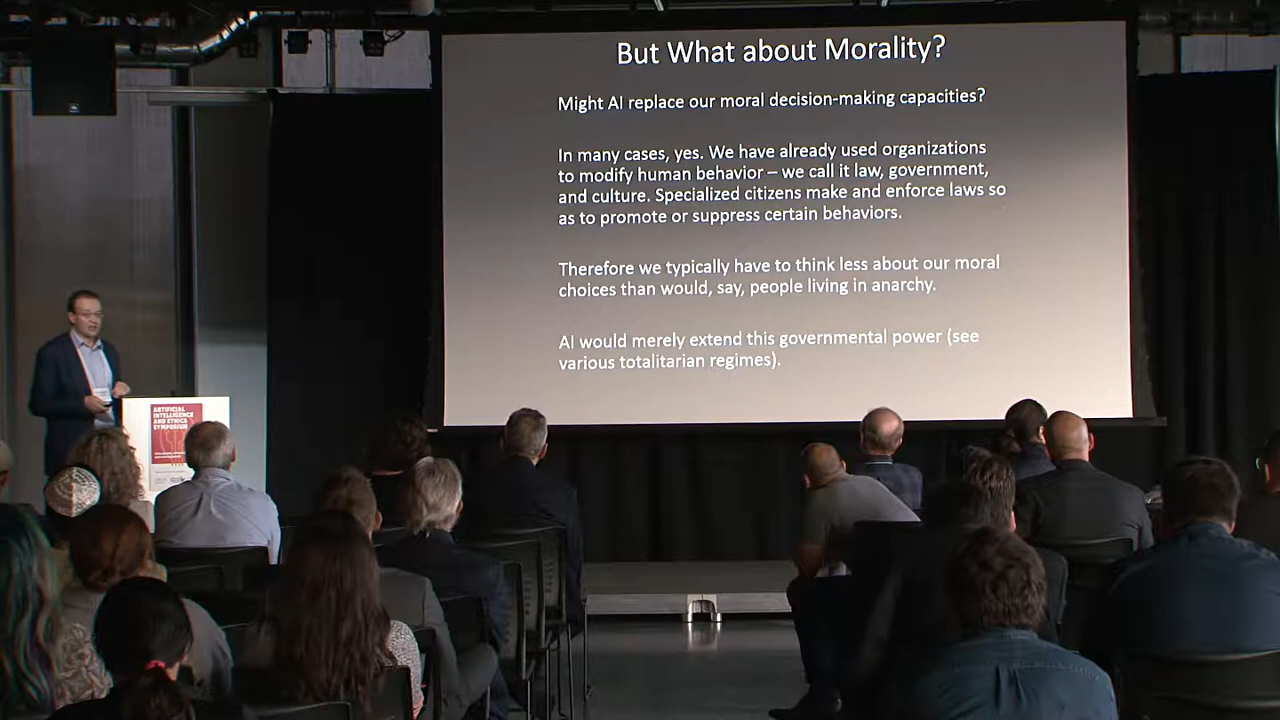 But What about Morality?
Might AI replace our moral decision-making capacities?
In many cases, yes. We have already used organizations
to modify human behavior – we call it law, government,
and culture. Specialized citizens make and enforce laws so
as to promote or suppress certain behaviors.
Therefore we typically have to think less about our moral
choices than would, say, people living in anarchy.
AI would merely extend this governmental power (see
various totalitarian regimes).
ARTIFICIAL
INTELLIGENCE
AND ETHICS
SYMPOSIUM